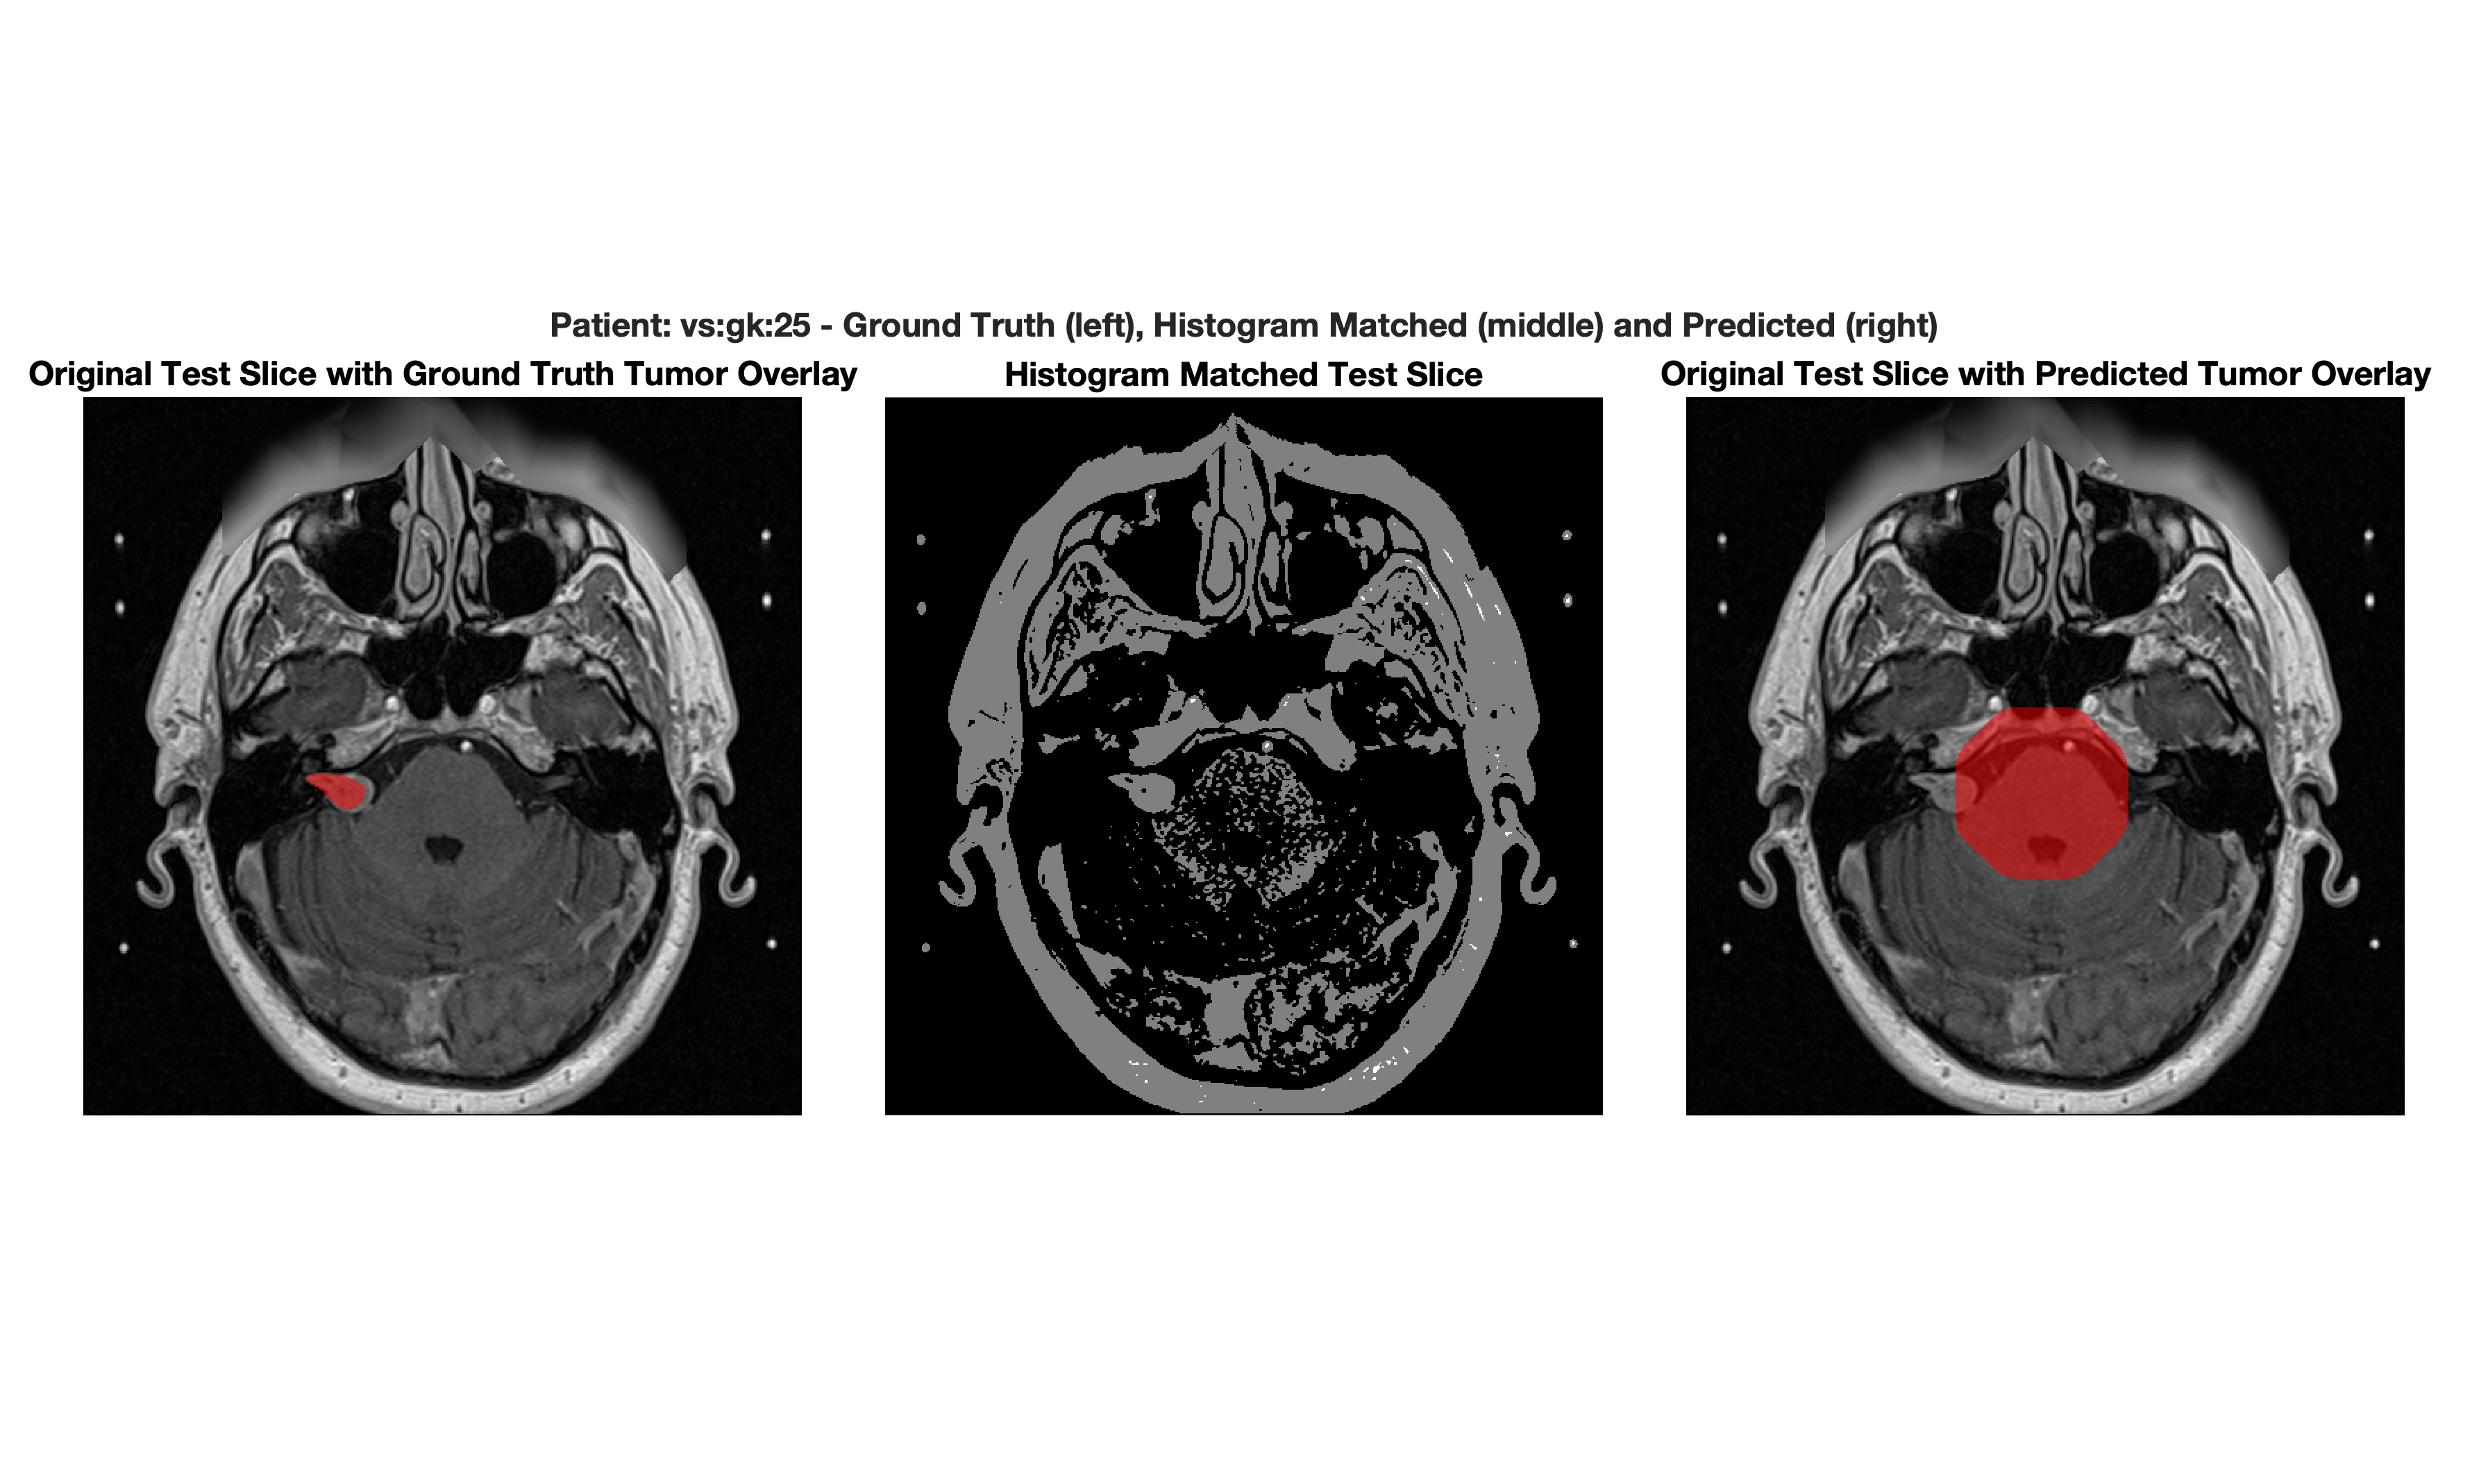 Patient: vs:gk:25 - Ground Truth (left), Histogram Matched (middle) and Predicted (right)
Original Test Slice with Ground Truth Tumor Overlay
Histogram Matched Test Slice
Original Test Slice with Predicted Tumor Overlay